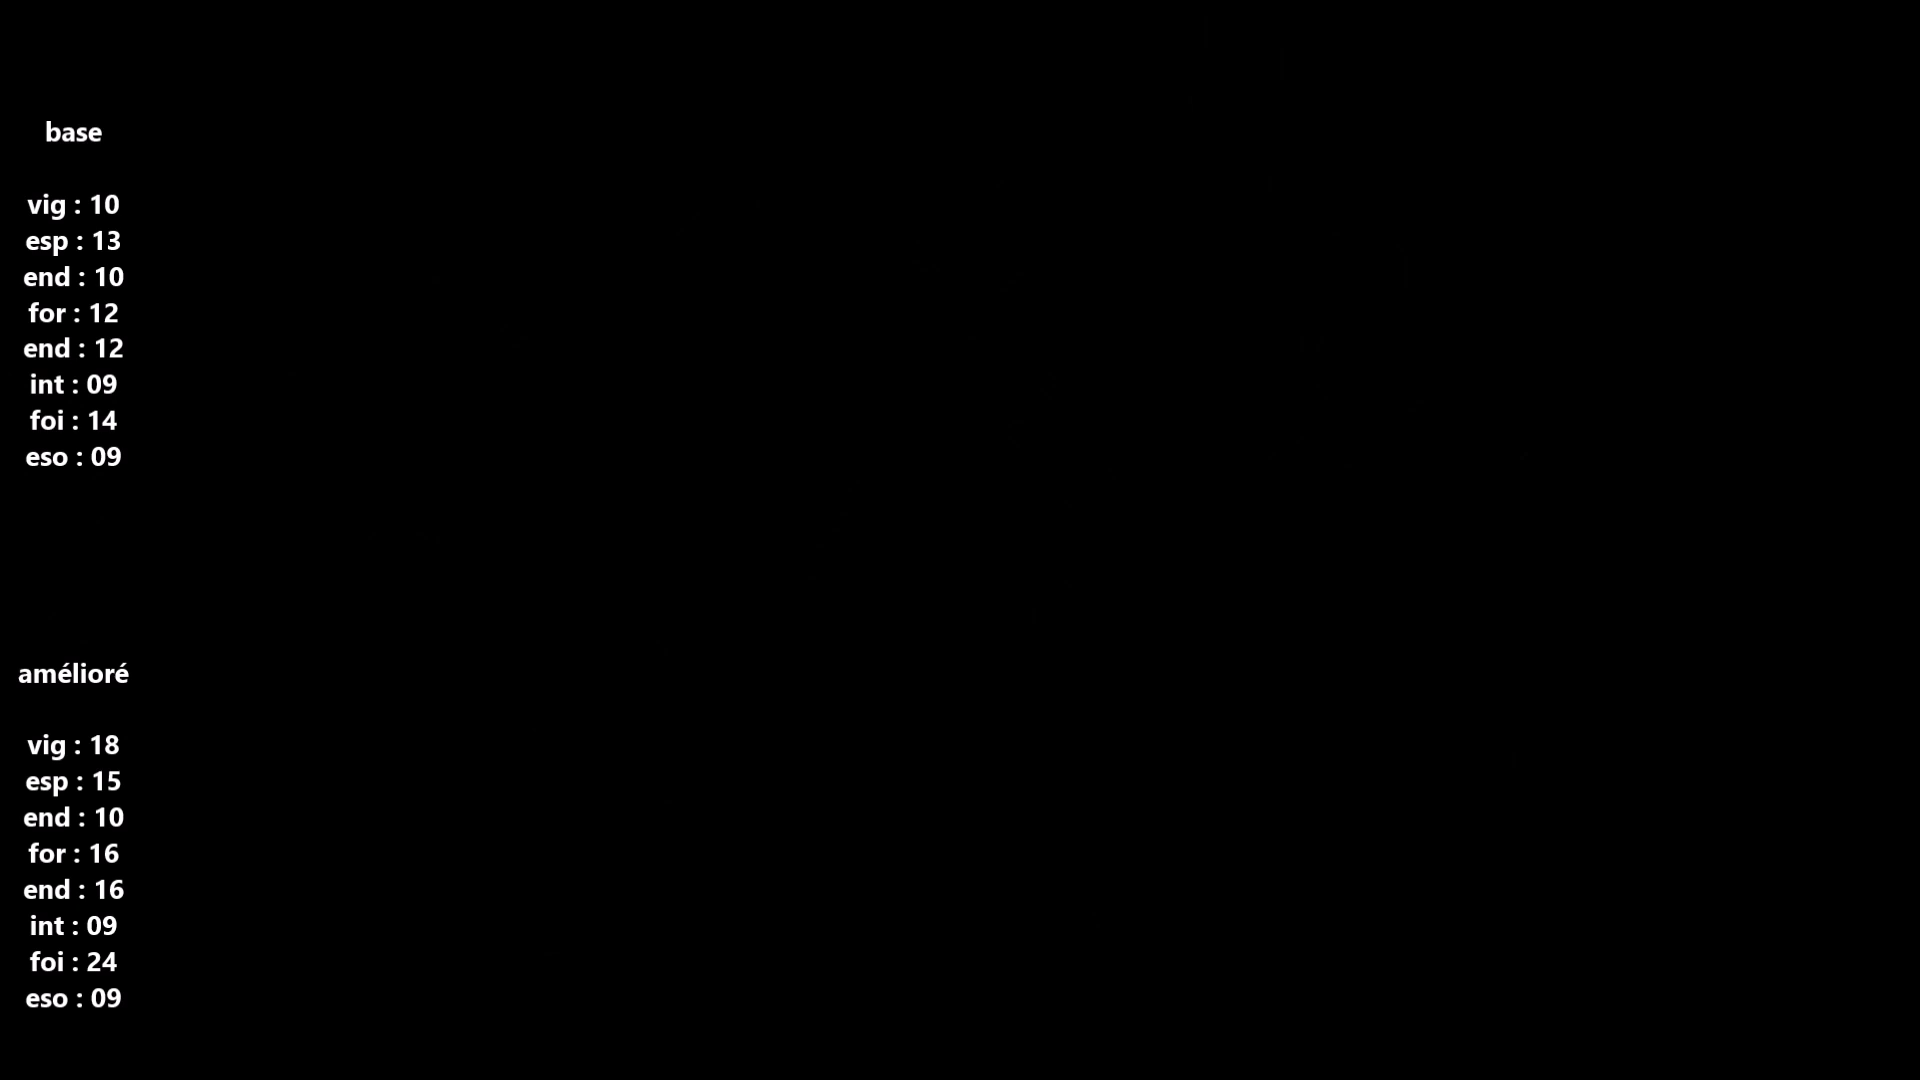 base
vig : 10
esp : 13
end : 10
for : 12
end : 12
int : 09
foi : 14
eso : 09
amélioré
vig : 18
esp : 15
end : 10
for : 16
end : 16
int : 09
foi : 24
eso : 09